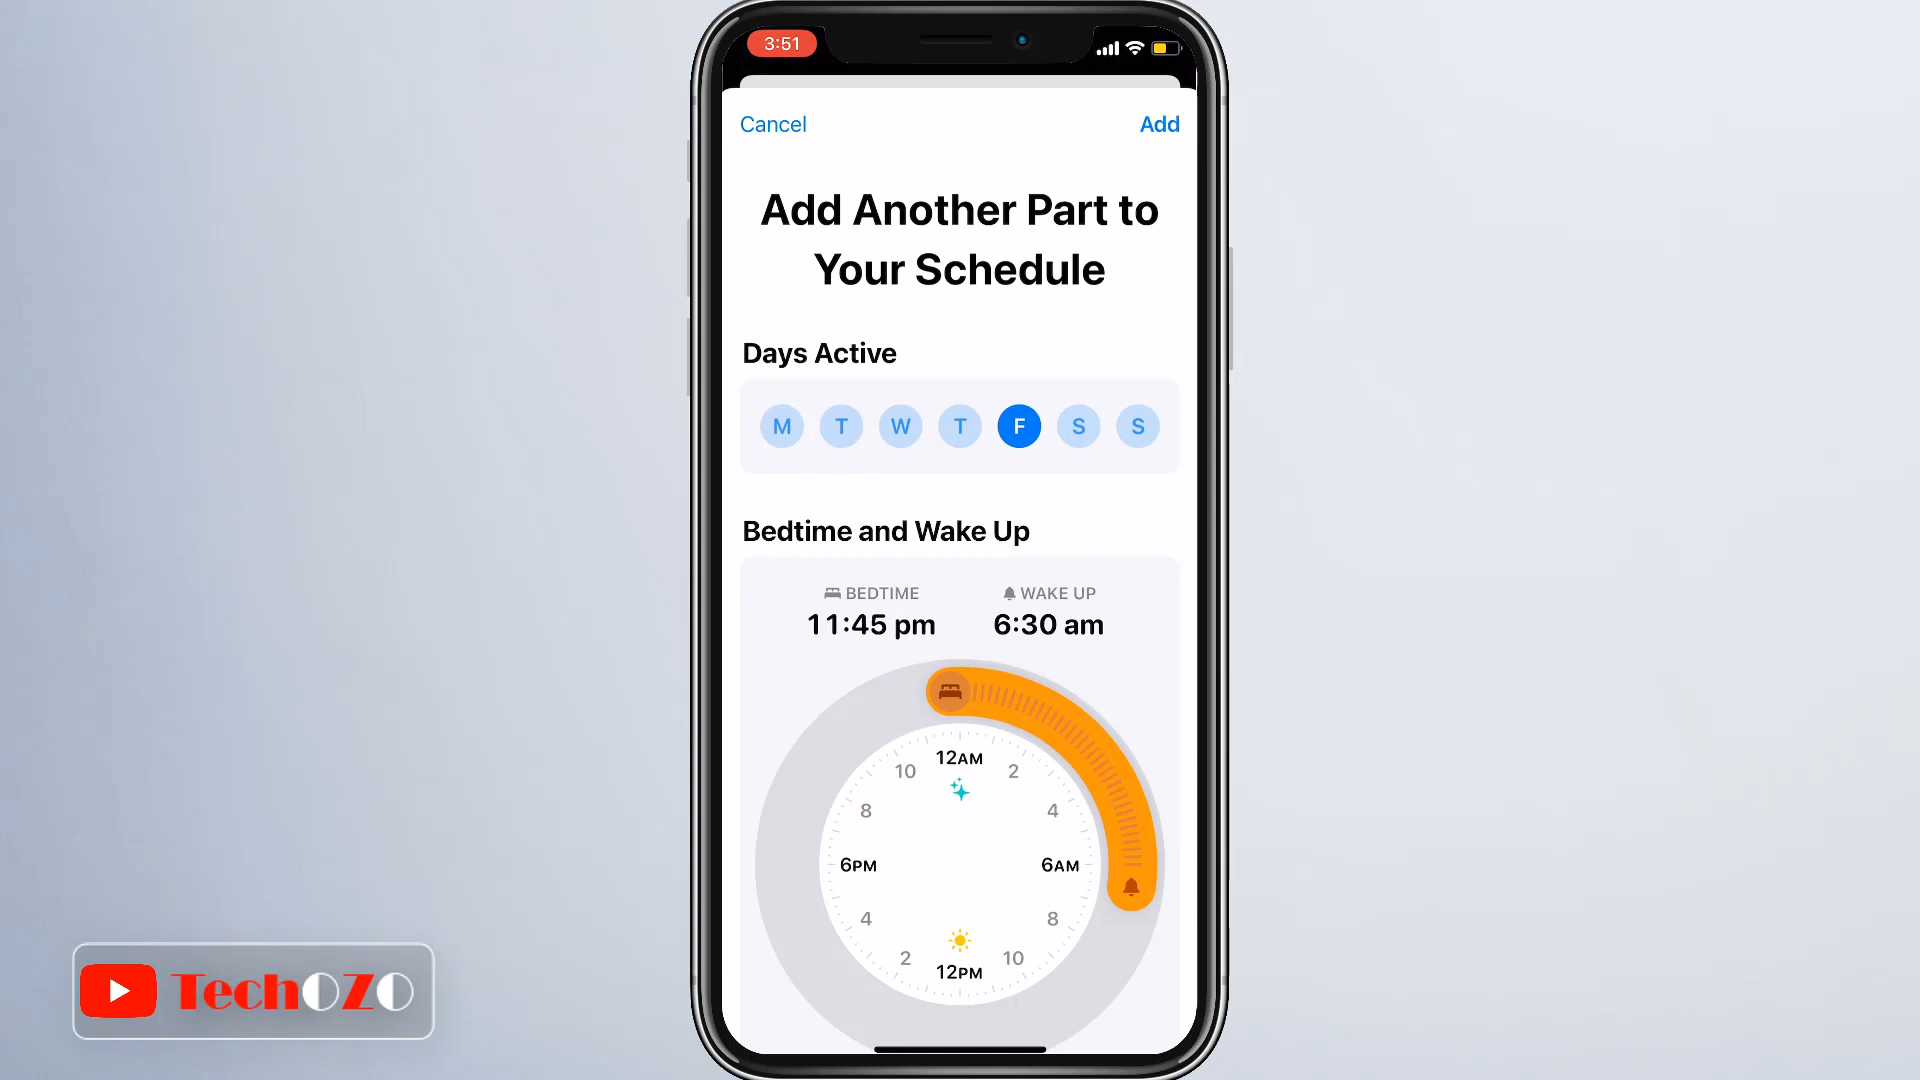 3:51
Cancel
Add
Add Another Part to
Your Schedule
Days Active
M T W T F S S
Bedtime and Wake Up
BEDTIME
WAKE UP
11:45 pm
6:30 am
12AM
10
2
8
4
6PM
6AM
4
8
2
10
12PM
TechOZO